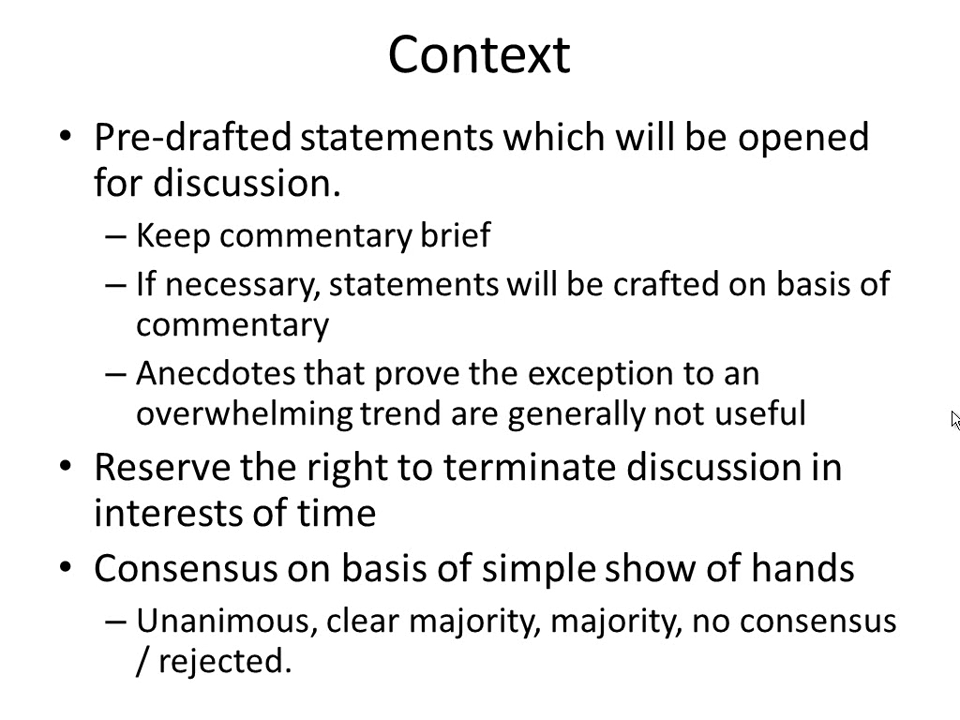 Context
• Pre-drafted statements which will be opened
for discussion.
– Keep commentary brief
– If necessary, statements will be crafted on basis of
commentary
– Anecdotes that prove the exception to an
overwhelming trend are generally not useful
• Reserve the right to terminate discussion in
interests of time
• Consensus on basis of simple show of hands
– Unanimous, clear majority, majority, no consensus
/ rejected.